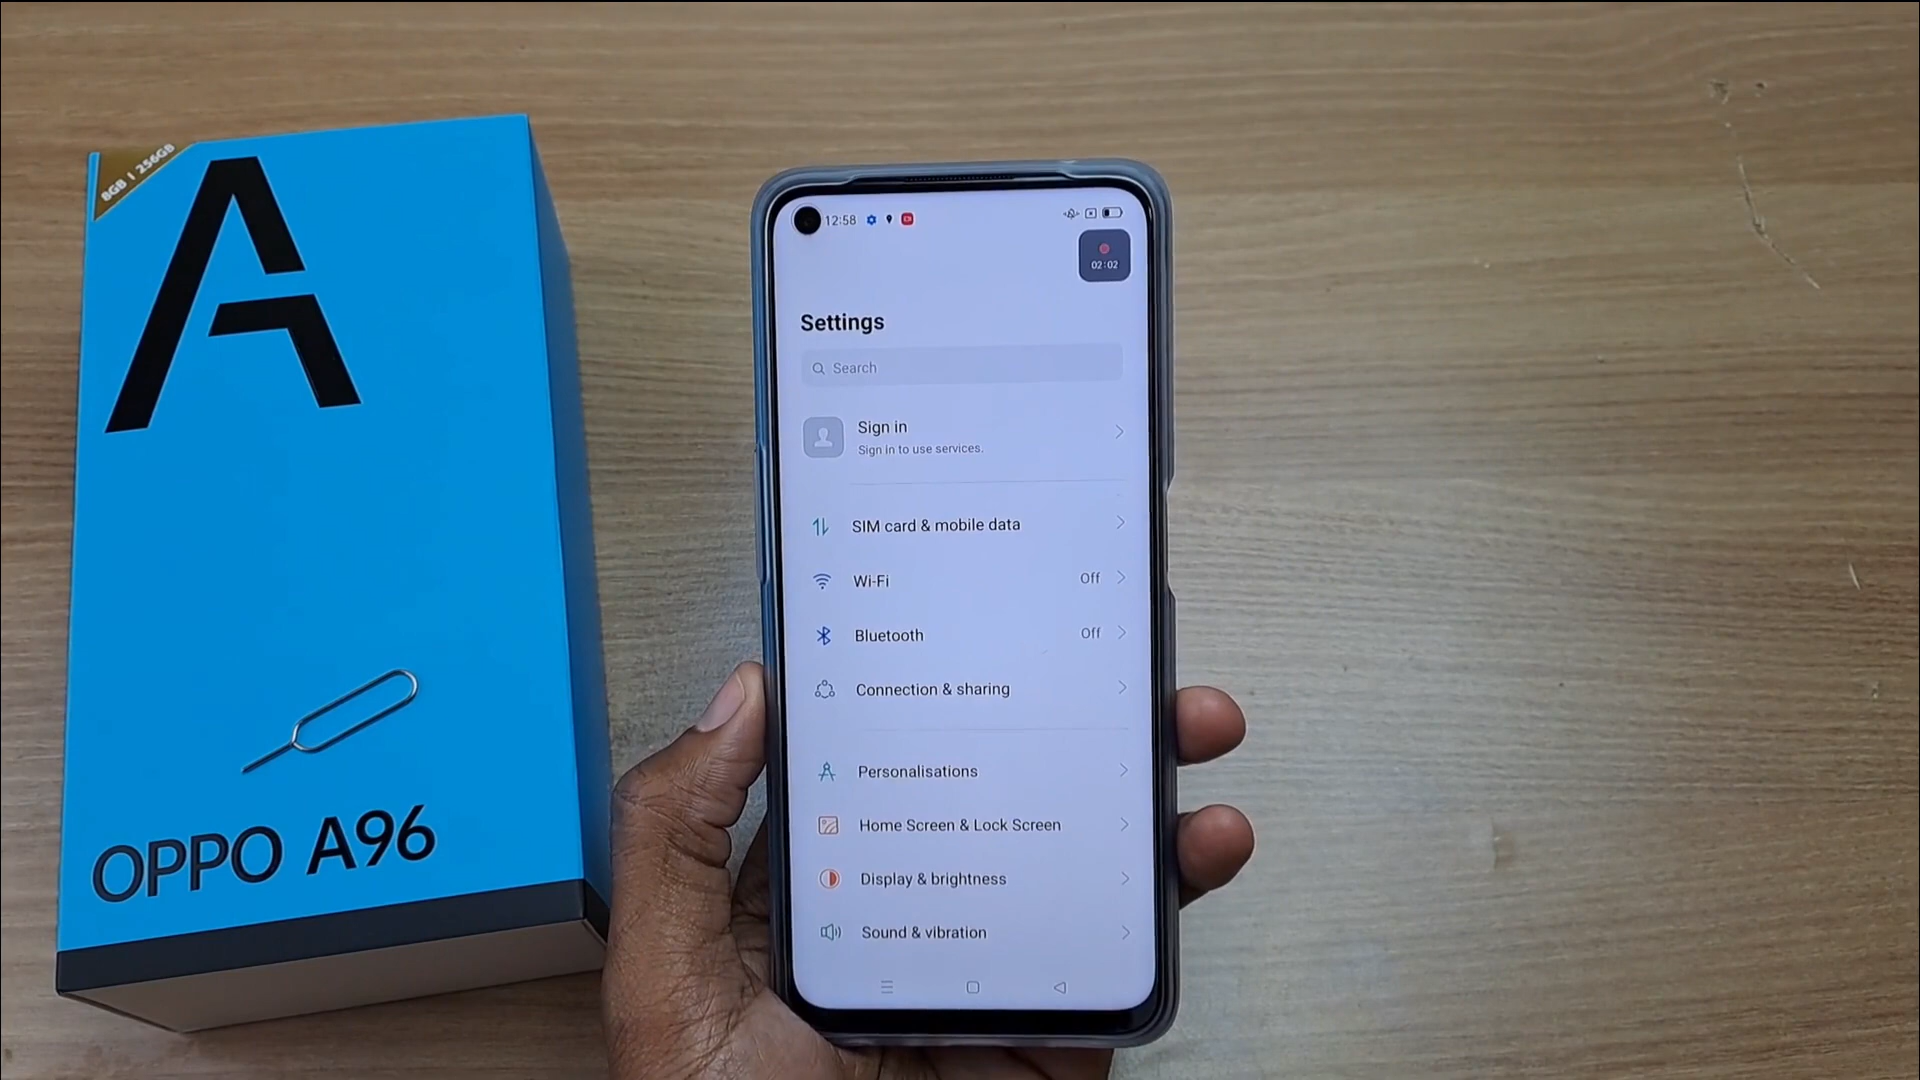 8GB | 256GB
A
OPPO A96
12:58
02:02
Settings
Search
Sign in
Sign in to use services.
SIM card & mobile data
Wi-Fi Off
Bluetooth Off
Connection & sharing
Personalisations
Home Screen & Lock Screen
Display & brightness
Sound & vibration